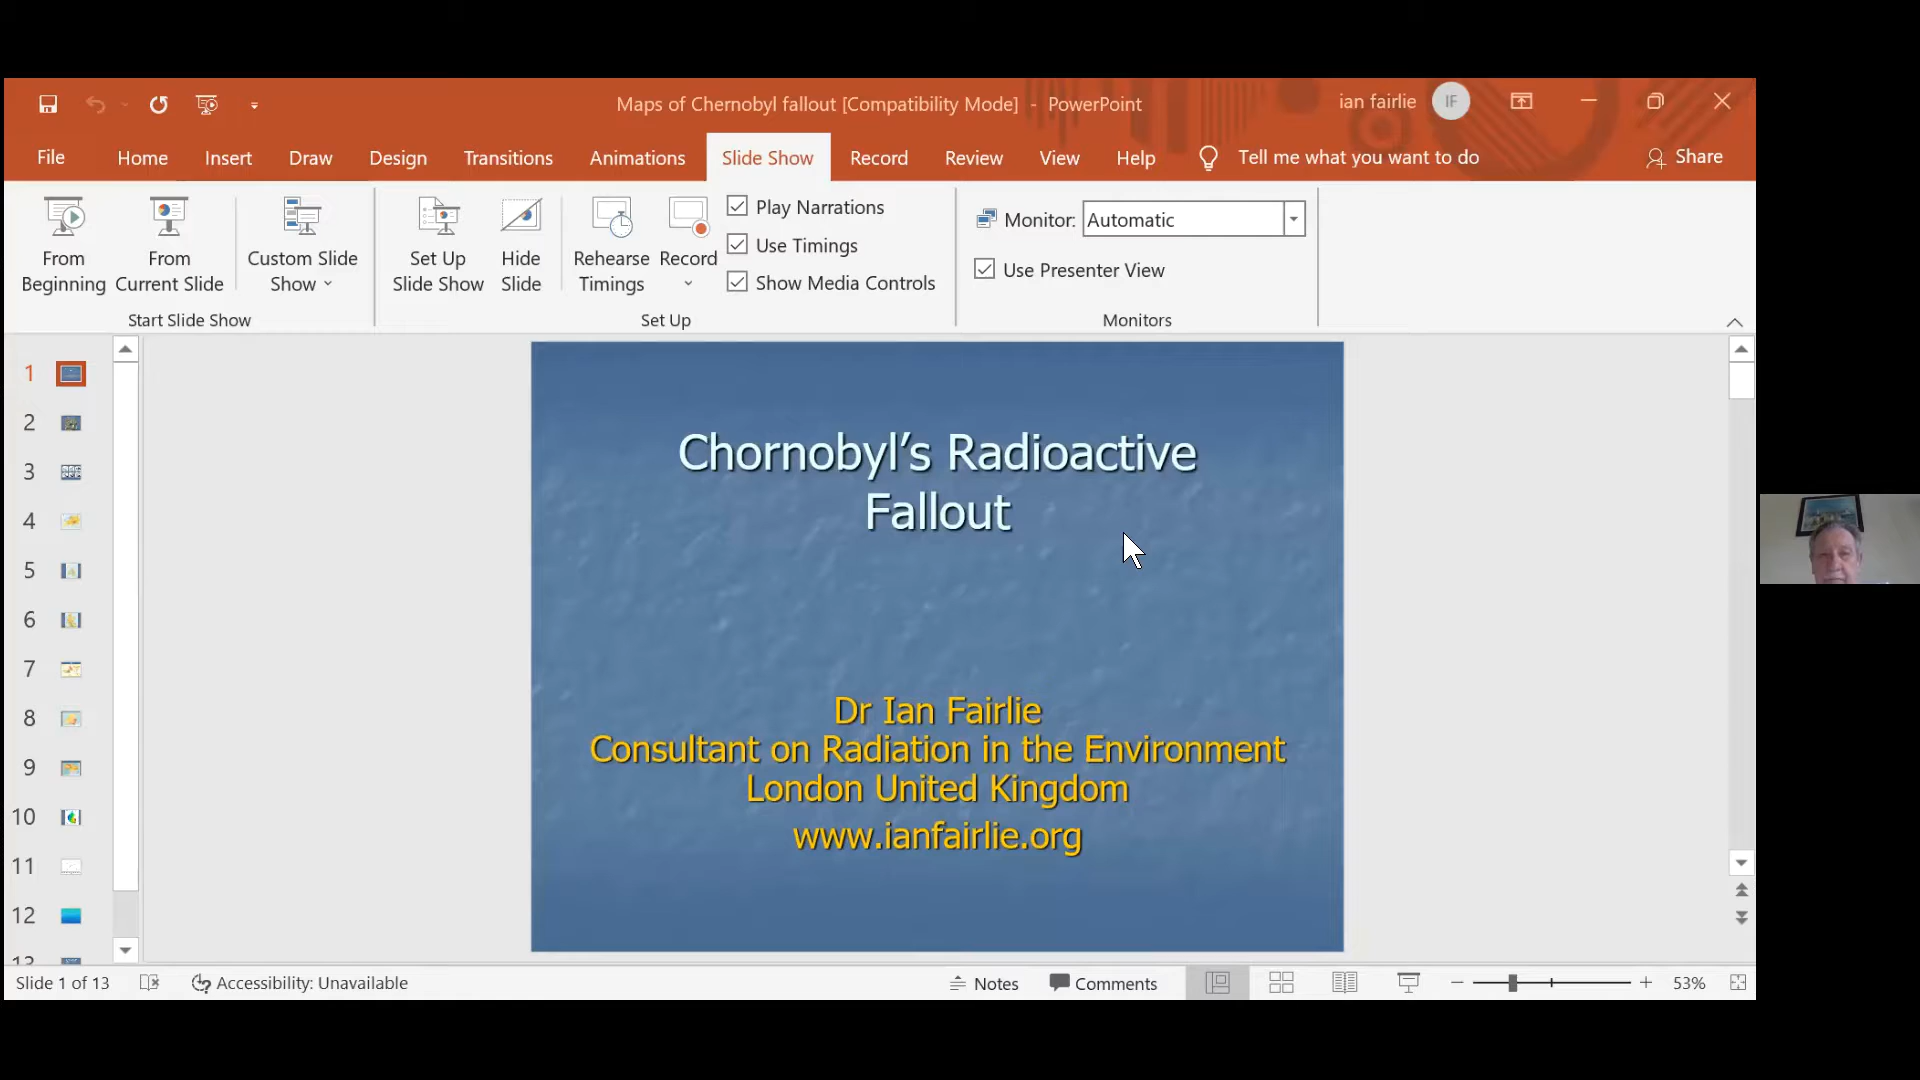 Maps of Chernobyl fallout [Compatibility Mode] - PowerPoint
ian fairlie
IF
File
Home
Insert
Draw
Design
Transitions
Animations
Slide Show
Record
Review
View
Help
Tell me what you want to do
Share
From
Beginning
From
Current Slide
Custom Slide
Show
Start Slide Show
Set Up
Slide Show
Hide
Slide
Rehearse
Timings
Record
Play Narrations
Use Timings
Show Media Controls
Set Up
Monitor: Automatic
Use Presenter View
Monitors
1
2
3
4
5
6
7
8
9
10
11
12
13
Chornobyl’s Radioactive
Fallout
Dr Ian Fairlie
Consultant on Radiation in the Environment
London United Kingdom
www.ianfairlie.org
Slide 1 of 13
Accessibility: Unavailable
Notes
Comments
53%